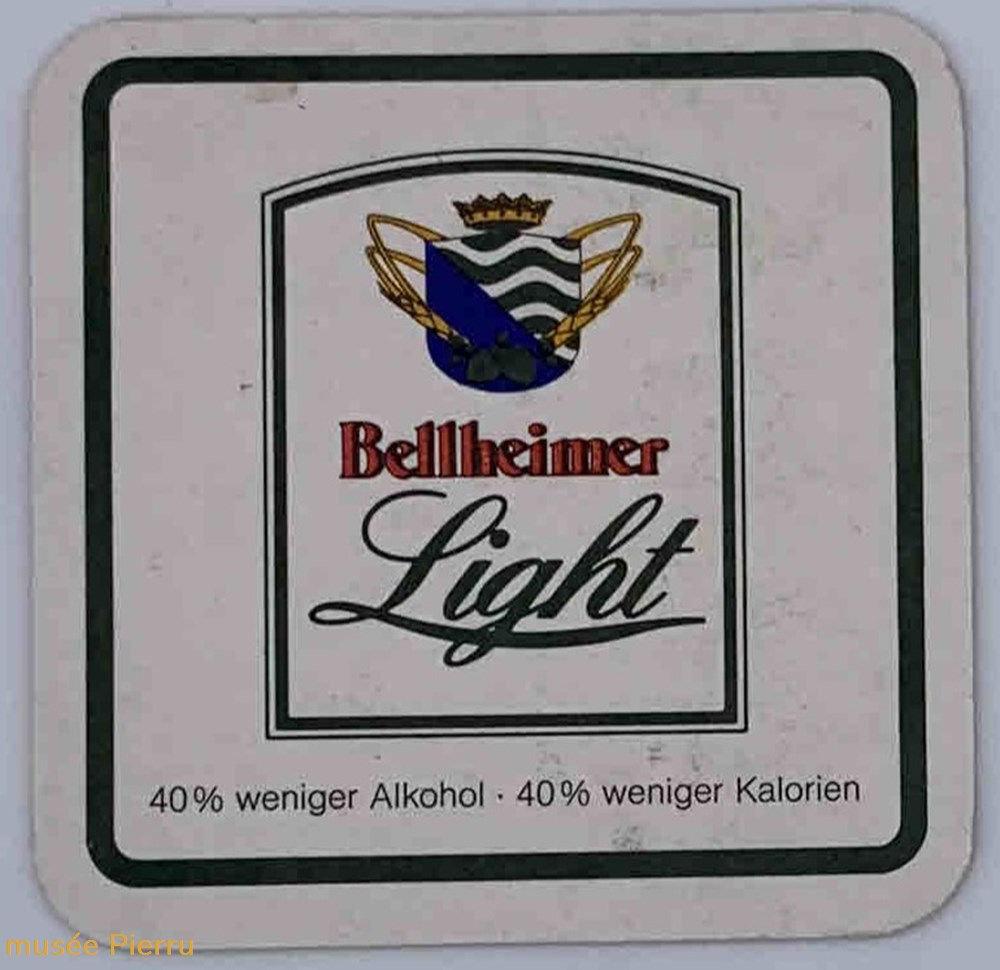 Bellheimer
Light
40% weniger Alkohol · 40% weniger Kalorien
musée Pierru